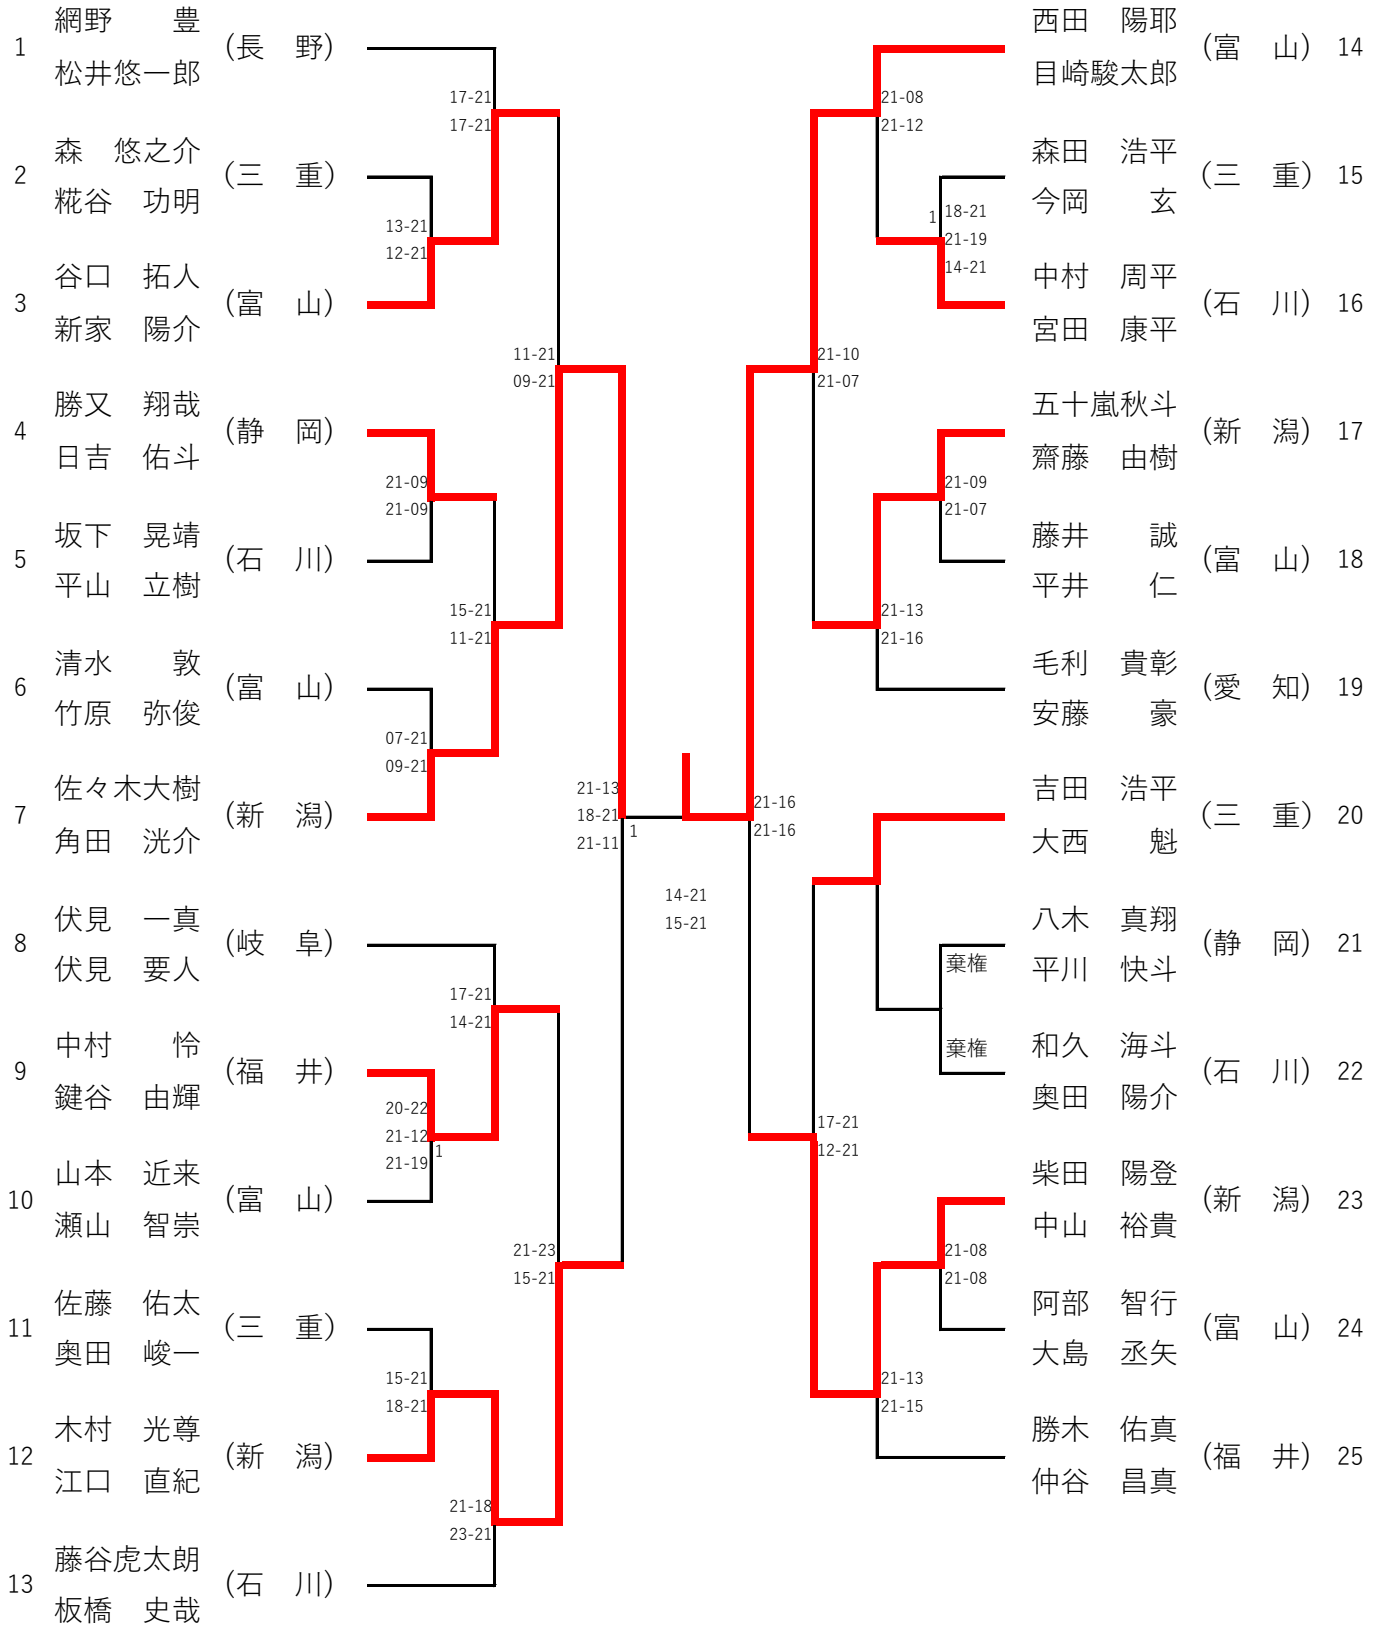 1 網野　豊 (長　野)
松井悠一郎
17-21
17-21
2 森　悠之介 (三　重)
糀谷　功明
13-21
12-21
3 谷口　拓人 (富　山)
新家　陽介
11-21
09-21
4 勝又　翔哉 (静　岡)
日吉　佑斗
21-09
21-09
5 坂下　晃靖 (石　川)
平山　立樹
15-21
11-21
6 清水　敦 (富　山)
竹原　弥俊
07-21
09-21
7 佐々木大樹 (新　潟)
角田　洸介
21-13
18-21
21-11
1
8 伏見　一真 (岐　阜)
伏見　要人
17-21
14-21
9 中村　怜 (福　井)
鍵谷　由輝
20-22
21-12
21-19
1
10 山本　近来 (富　山)
瀬山　智崇
21-23
15-21
11 佐藤　佑太 (三　重)
奥田　峻一
15-21
18-21
12 木村　光尊 (新　潟)
江口　直紀
21-18
23-21
13 藤谷虎太朗 (石　川)
板橋　史哉
14-21
15-21
西田　陽耶 (富　山) 14
目崎駿太郎
21-08
21-12
森田　浩平 (三　重) 15
今岡　玄
1
18-21
21-19
14-21
中村　周平 (石　川) 16
宮田　康平
21-10
21-07
五十嵐秋斗 (新　潟) 17
齋藤　由樹
21-09
21-07
藤井　誠 (富　山) 18
平井　仁
21-13
21-16
毛利　貴彰 (愛　知) 19
安藤　豪
吉田　浩平 (三　重) 20
大西　魁
21-16
21-16
八木　真翔 (静　岡) 21
平川　快斗
棄権
棄権
和久　海斗 (石　川) 22
奥田　陽介
17-21
12-21
柴田　陽登 (新　潟) 23
中山　裕貴
21-08
21-08
阿部　智行 (富　山) 24
大島　丞矢
21-13
21-15
勝木　佑真 (福　井) 25
仲谷　昌真